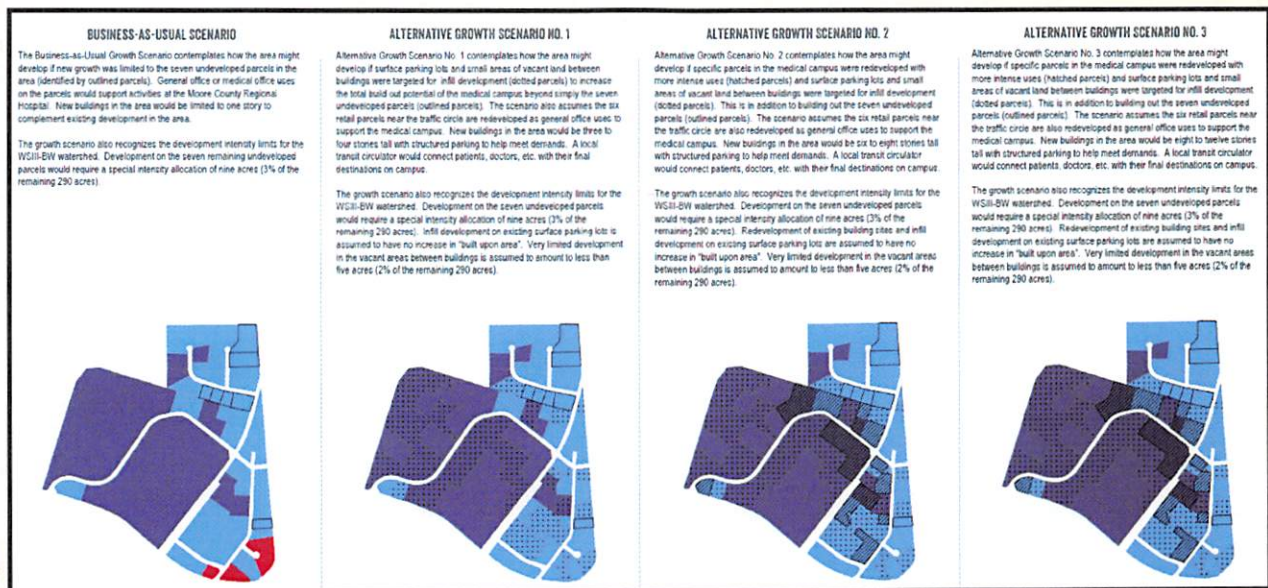 BUSINESS-AS-USUAL SCENARIO
The Business-as-Usual Growth Scenario contemplates how the area might
develop if new growth was limited to the seven undeveloped parcels in the
area (identified by outlined parcels). General office or medical office uses
on the parcels would support activities at the Moore County Regional
Hospital. New buildings in the area would be limited to one story to
complement existing development in the area.
The growth scenario also recognizes the development intensity limits for the
WSIII-BW watershed. Development on the seven remaining undeveloped
parcels would require a special intensity allocation of nine acres (3% of the
remaining 290 acres).
ALTERNATIVE GROWTH SCENARIO NO. 1
Alternative Growth Scenario No. 1 contemplates how the area might
develop if surface parking lots and small areas of vacant land between
buildings were targeted for infill development (dotted parcels) to increase
the total build out potential of the medical campus beyond simply the seven
undeveloped parcels (outlined parcels). The scenario also assumes the six
retail parcels near the traffic circle are redeveloped as general office uses to
support the medical campus. New buildings in the area would be three to
four stories tall with structured parking to help meet demands. A local
transit circulator would connect patients, doctors, etc. with their final
destinations on campus.
The growth scenario also recognizes the development intensity limits for the
WSIII-BW watershed. Development on the seven undeveloped parcels
would require a special intensity allocation of nine acres (3% of the
remaining 290 acres). Infill development on existing surface parking lots is
assumed to have no increase in "built upon area". Very limited development
in the vacant areas between buildings is assumed to amount to less than
five acres (2% of the remaining 290 acres).
ALTERNATIVE GROWTH SCENARIO NO. 2
Alternative Growth Scenario No. 2 contemplates how the area might
develop if specific parcels in the medical campus were redeveloped with
more intense uses (hatched parcels) and surface parking lots and small
areas of vacant land between buildings were targeted for infill development
(dotted parcels). This is in addition to building out the seven undeveloped
parcels (outlined parcels). The scenario assumes the six retail parcels near
the traffic circle are also redeveloped as general office uses to support the
medical campus. New buildings in the area would be six to eight stories tall
with structured parking to help meet demands. A local transit circulator
would connect patients, doctors, etc. with their final destinations on campus.
The growth scenario also recognizes the development intensity limits for the
WSIII-BW watershed. Development on the seven undeveloped parcels
would require a special intensity allocation of nine acres (3% of the
remaining 290 acres). Redevelopment of existing building sites and infill
development on existing surface parking lots are assumed to have no
increase in "built upon area". Very limited development in the vacant areas
between buildings is assumed to amount to less than five acres (2% of the
remaining 290 acres).
ALTERNATIVE GROWTH SCENARIO NO. 3
Alternative Growth Scenario No. 3 contemplates how the area might
develop if specific parcels in the medical campus were redeveloped with
more intense uses (hatched parcels) and surface parking lots and small
areas of vacant land between buildings were targeted for infill development
(dotted parcels). This is in addition to building out the seven undeveloped
parcels (outlined parcels). The scenario assumes the six retail parcels near
the traffic circle are also redeveloped as general office uses to support the
medical campus. New buildings in the area would be eight to twelve stories
tall with structured parking to help meet demands. A local transit circulator
would connect patients, doctors, etc. with their final destinations on campus.
The growth scenario also recognizes the development intensity limits for the
WSIII-BW watershed. Development on the seven undeveloped parcels
would require a special intensity allocation of nine acres (3% of the
remaining 290 acres). Redevelopment of existing building sites and infill
development on existing surface parking lots are assumed to have no
increase in "built upon area". Very limited development in the vacant areas
between buildings is assumed to amount to less than five acres (2% of the
remaining 290 acres).